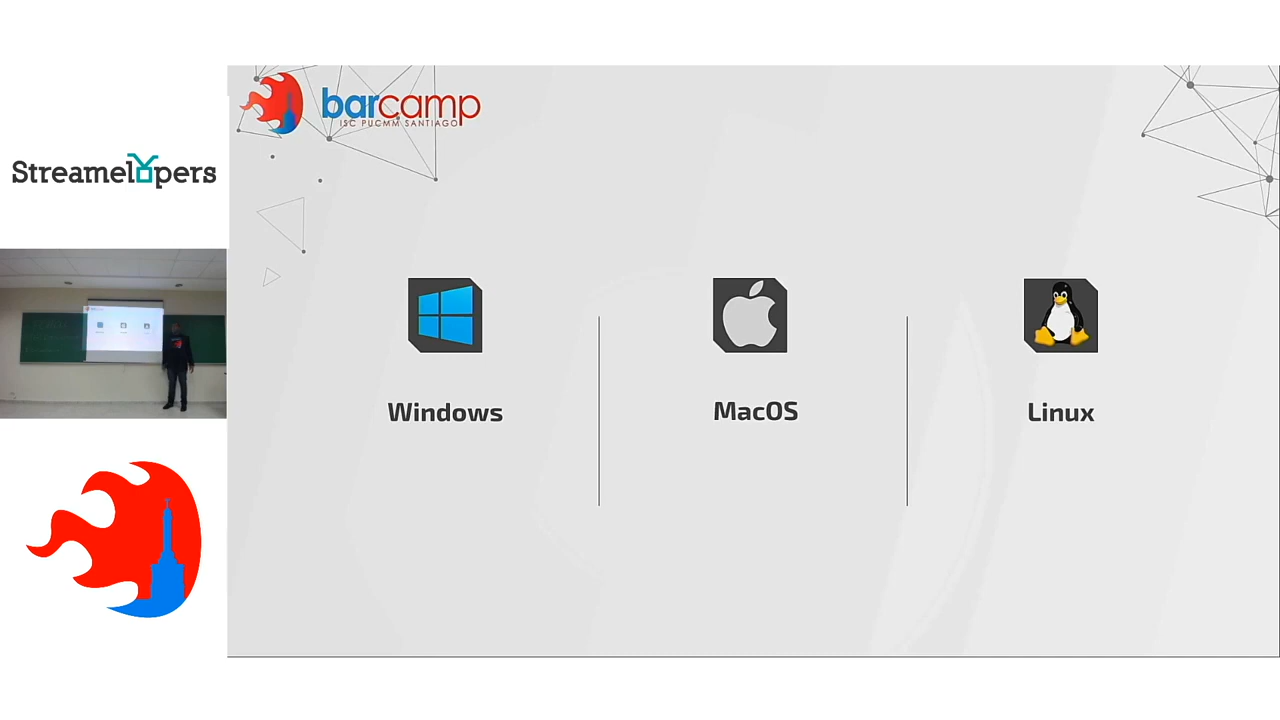 barcamp
ISC PUCMM SANTIAGO
Streamelopers
Windows
MacOS
Linux